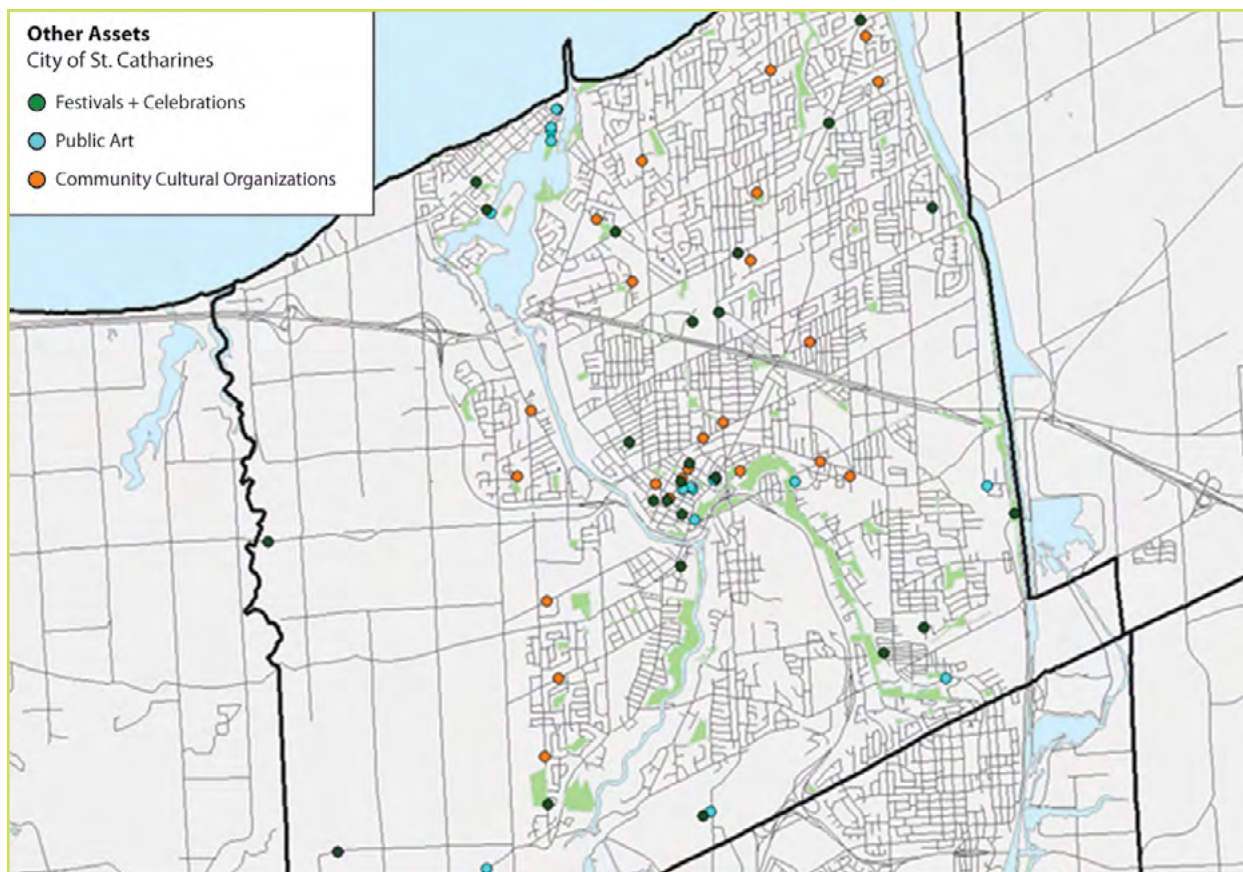 Other Assets
City of St. Catharines
Festivals + Celebrations
Public Art
Community Cultural Organizations